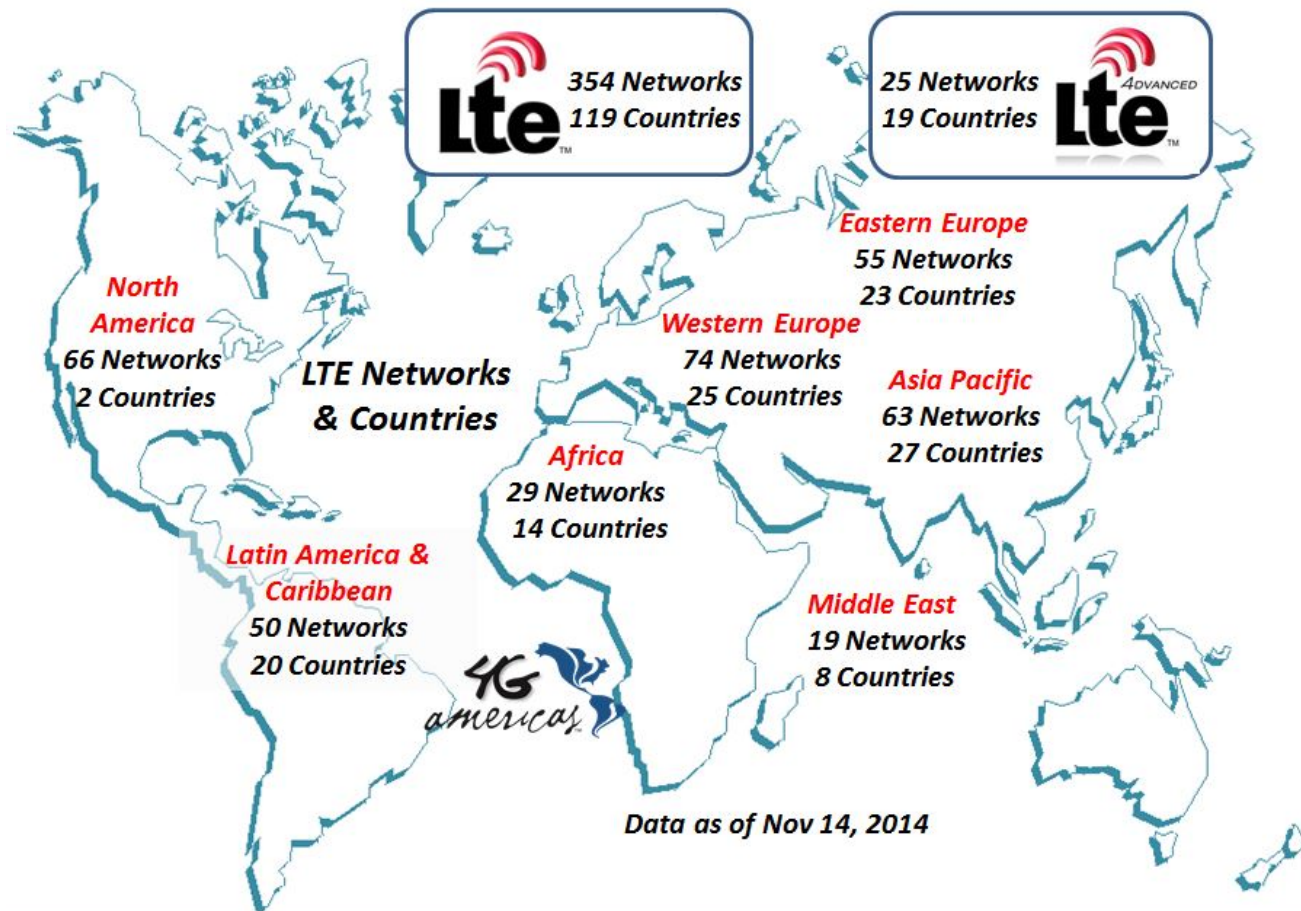 Lte
TM
354 Networks
119 Countries
25 Networks
19 Countries
Lte
4DVANCED
TM
Eastern Europe
55 Networks
23 Countries
North
America
66 Networks
2 Countries
LTE Networks
& Countries
Western Europe
74 Networks
25 Countries
Asia Pacific
63 Networks
27 Countries
Africa
29 Networks
14 Countries
Latin America &
Caribbean
50 Networks
20 Countries
Middle East
19 Networks
8 Countries
4G
americas
TM
Data as of Nov 14, 2014